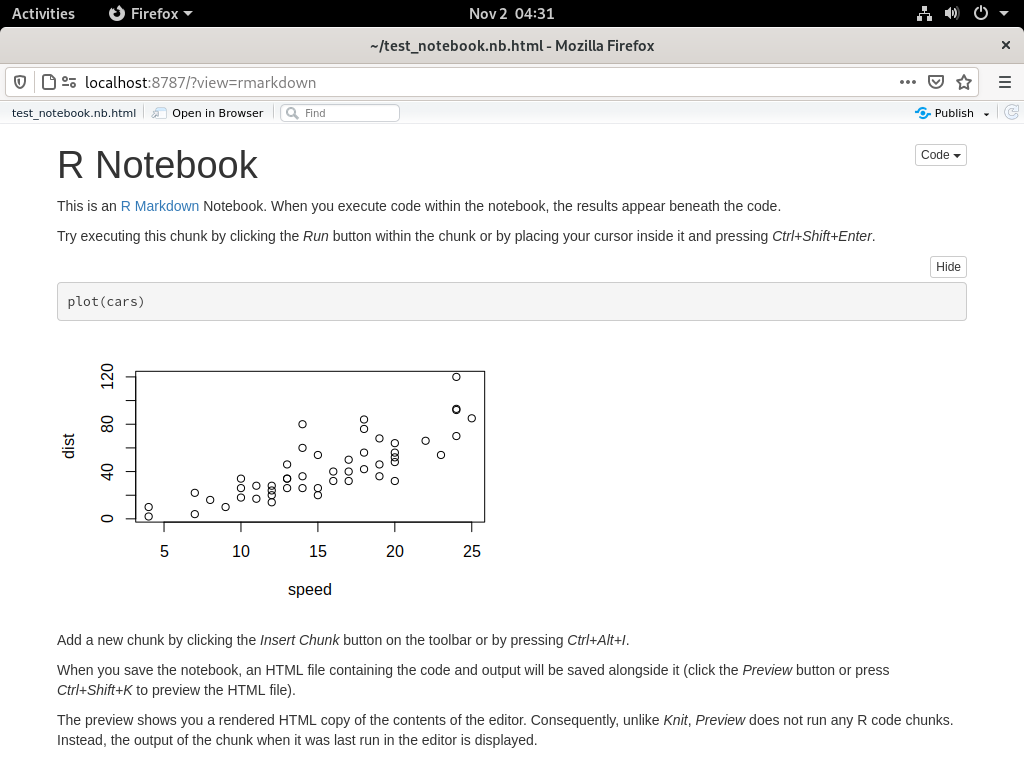 Activities Firefox Nov 2 04:31
~/test_notebook.nb.html - Mozilla Firefox
localhost:8787/?view=rmarkdown
test_notebook.nb.html Open in Browser Find Publish
R Notebook Code
This is an R Markdown Notebook. When you execute code within the notebook, the results appear beneath the code.
Try executing this chunk by clicking the Run button within the chunk or by placing your cursor inside it and pressing Ctrl+Shift+Enter.
Hide
plot(cars)
120
80
dist
40
0
5 10 15 20 25
speed
Add a new chunk by clicking the Insert Chunk button on the toolbar or by pressing Ctrl+Alt+I.
When you save the notebook, an HTML file containing the code and output will be saved alongside it (click the Preview button or press
Ctrl+Shift+K to preview the HTML file).
The preview shows you a rendered HTML copy of the contents of the editor. Consequently, unlike Knit, Preview does not run any R code chunks.
Instead, the output of the chunk when it was last run in the editor is displayed.